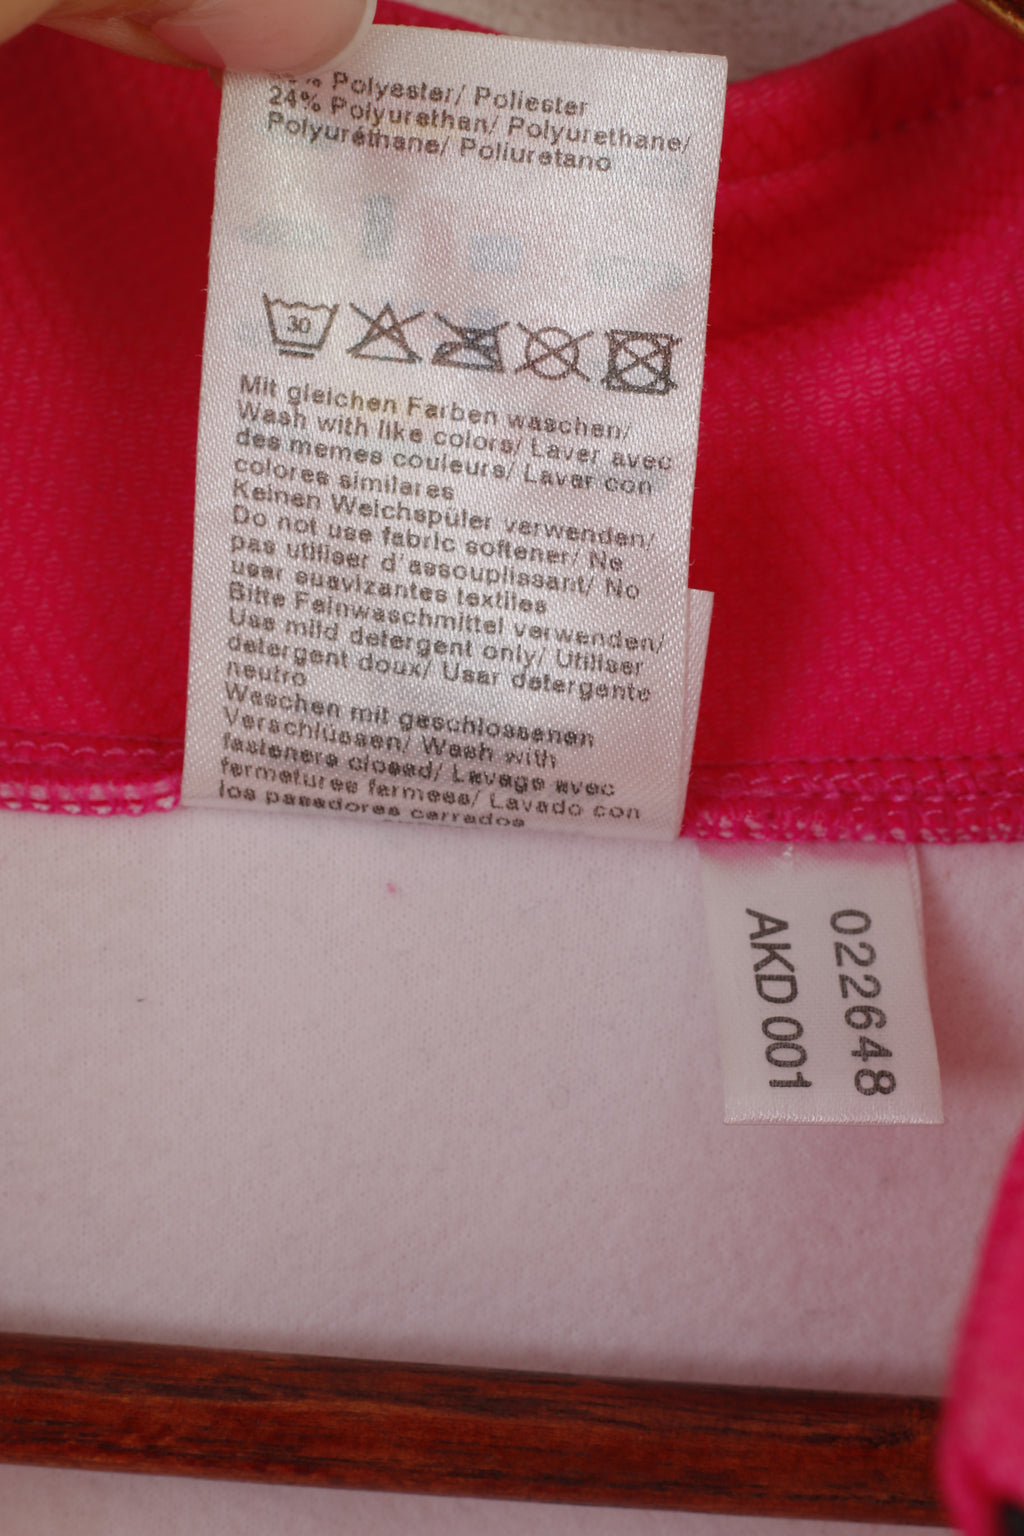 % Polyester/ Poliester
24% Polyurethan/ Polyurethane/
Polyuréthane/ Poliuretano
30
Mit gleichen Farben waschen/
Wash with like colors/ Laver avec
des memes couleurs/ Lavar con
colores similares
Keinen Weichspüler verwenden/
Do not use fabric softener/ Ne
pas utiliser d'assouplissant/ No
usar suavizantes textiles
Bitte Feinwaschmittel verwenden/
Use mild detergent only/ Utiliser
detergent doux/ Usar detergente
neutro
Waschen mit geschlossenen
Verschlüssen/ Wash with
fasteners closed/ Lavage avec
fermetures fermees/ Lavado con
los pasadores cerrados
022648
AKD 001